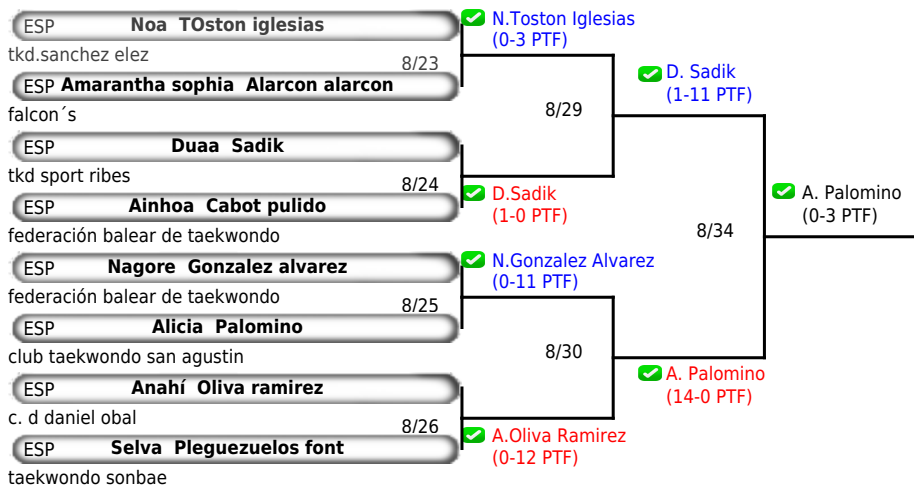 ESP Noa TOston iglesias
tkd.sanchez elez
8/23
ESP Amarantha sophia Alarcon alarcon
falcon´s
ESP Duaa Sadik
tkd sport ribes
8/24
ESP Ainhoa Cabot pulido
federación balear de taekwondo
ESP Nagore Gonzalez alvarez
federación balear de taekwondo
8/25
ESP Alicia Palomino
club taekwondo san agustin
ESP Anahí Oliva ramirez
c. d daniel obal
8/26
ESP Selva Pleguezuelos font
taekwondo sonbae
N.Toston Iglesias
(0-3 PTF)
8/29
D.Sadik
(1-0 PTF)
N.Gonzalez Alvarez
(0-11 PTF)
8/30
A.Oliva Ramirez
(0-12 PTF)
D. Sadik
(1-11 PTF)
8/34
A. Palomino
(14-0 PTF)
A. Palomino
(0-3 PTF)